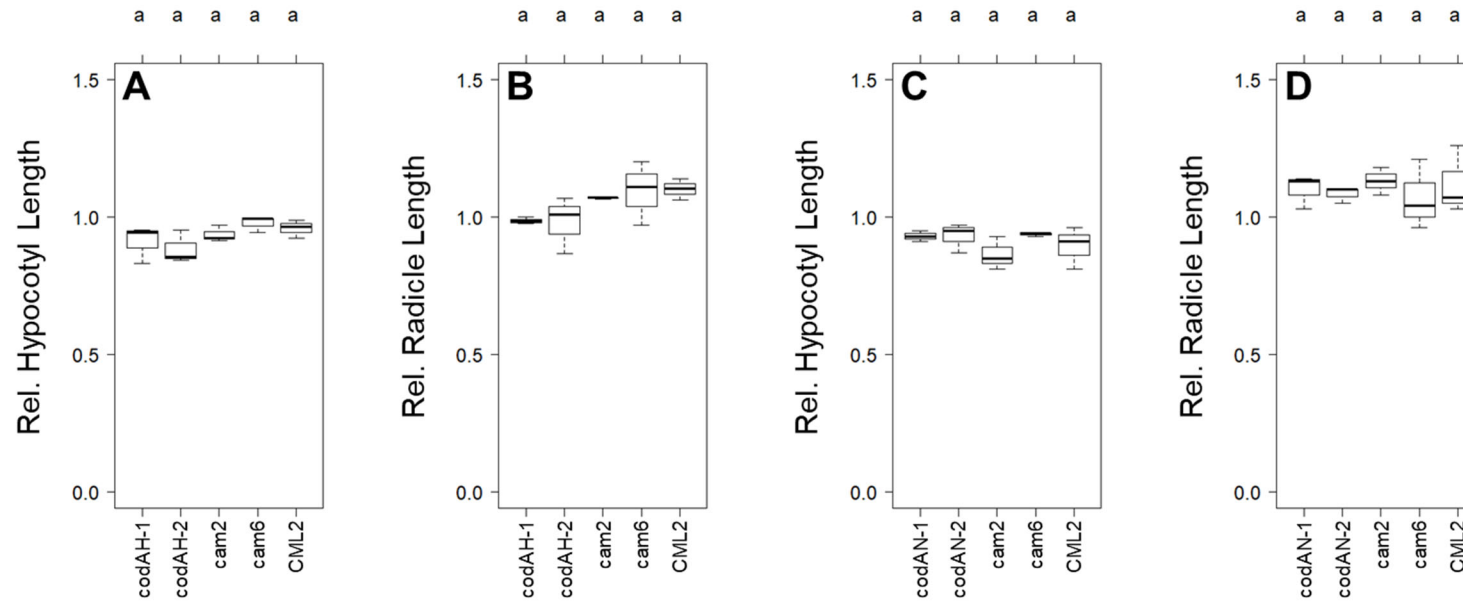 a a a a a
a a a a a
a a a a a
a a a a a
A
B
C
D
Rel. Hypocotyl Length
1.5
1.0
0.5
0.0
codAH-1
codAH-2
cam2
cam6
CML2
Rel. Radicle Length
1.5
1.0
0.5
0.0
codAH-1
codAH-2
cam2
cam6
CML2
Rel. Hypocotyl Length
1.5
1.0
0.5
0.0
codAN-1
codAN-2
cam2
cam6
CML2
Rel. Radicle Length
1.5
1.0
0.5
0.0
codAN-1
codAN-2
cam2
cam6
CML2